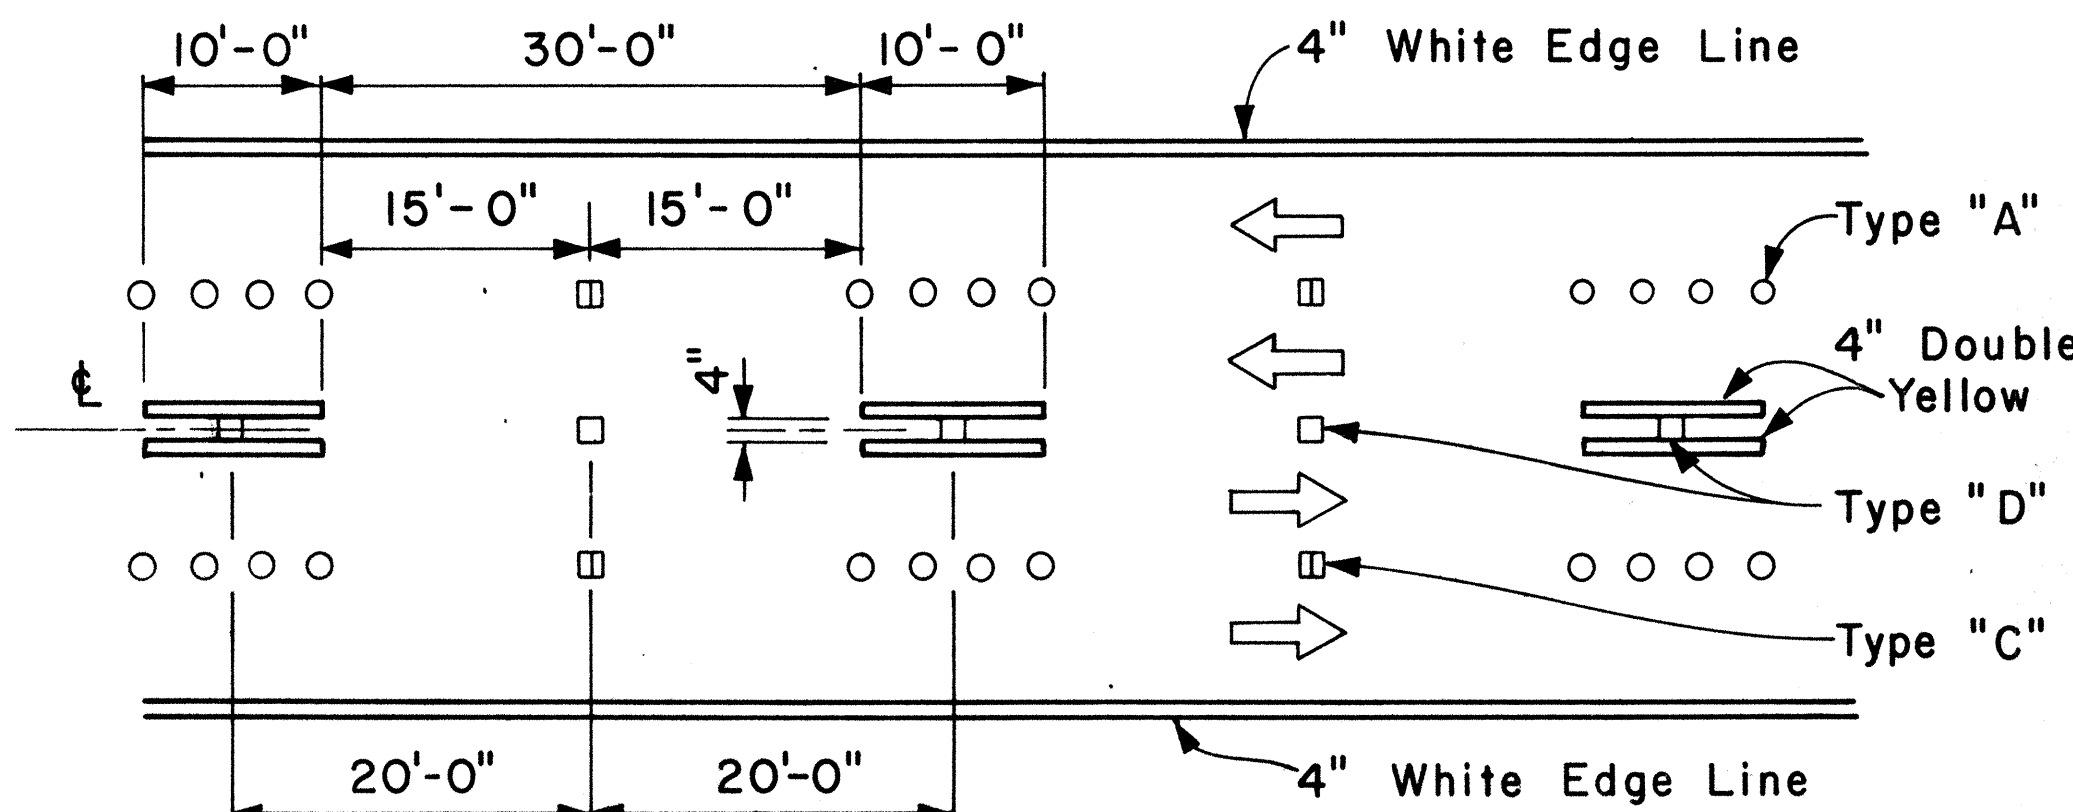 10'-0" 30'-0" 10'-0"
4" White Edge Line
15'-0" 15'-0"
Type "A"
4" Double
Yellow
℄
4"
Type "D"
Type "C"
20'-0" 20'-0"
4" White Edge Line